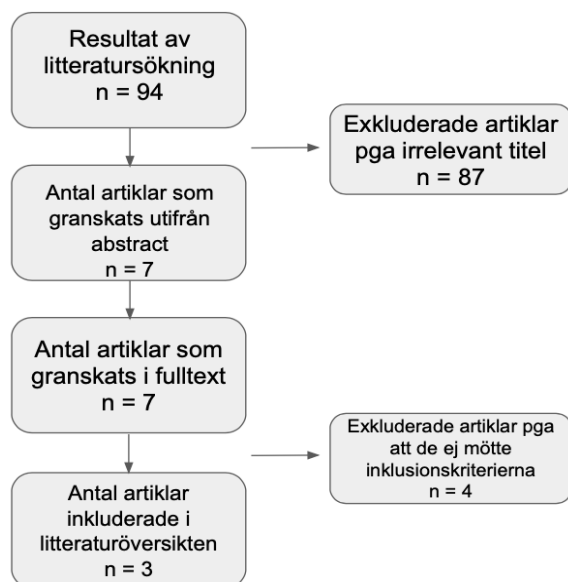 Resultat av
litteratursökning
n = 94
Exkluderade artiklar
pga irrelevant titel
n = 87
Antal artiklar som
granskats utifrån
abstract
n = 7
Antal artiklar som
granskats i fulltext
n = 7
Exkluderade artiklar pga
att de ej mötte
inklusionskriterierna
n = 4
Antal artiklar
inkluderade i
litteraturöversikten
n = 3